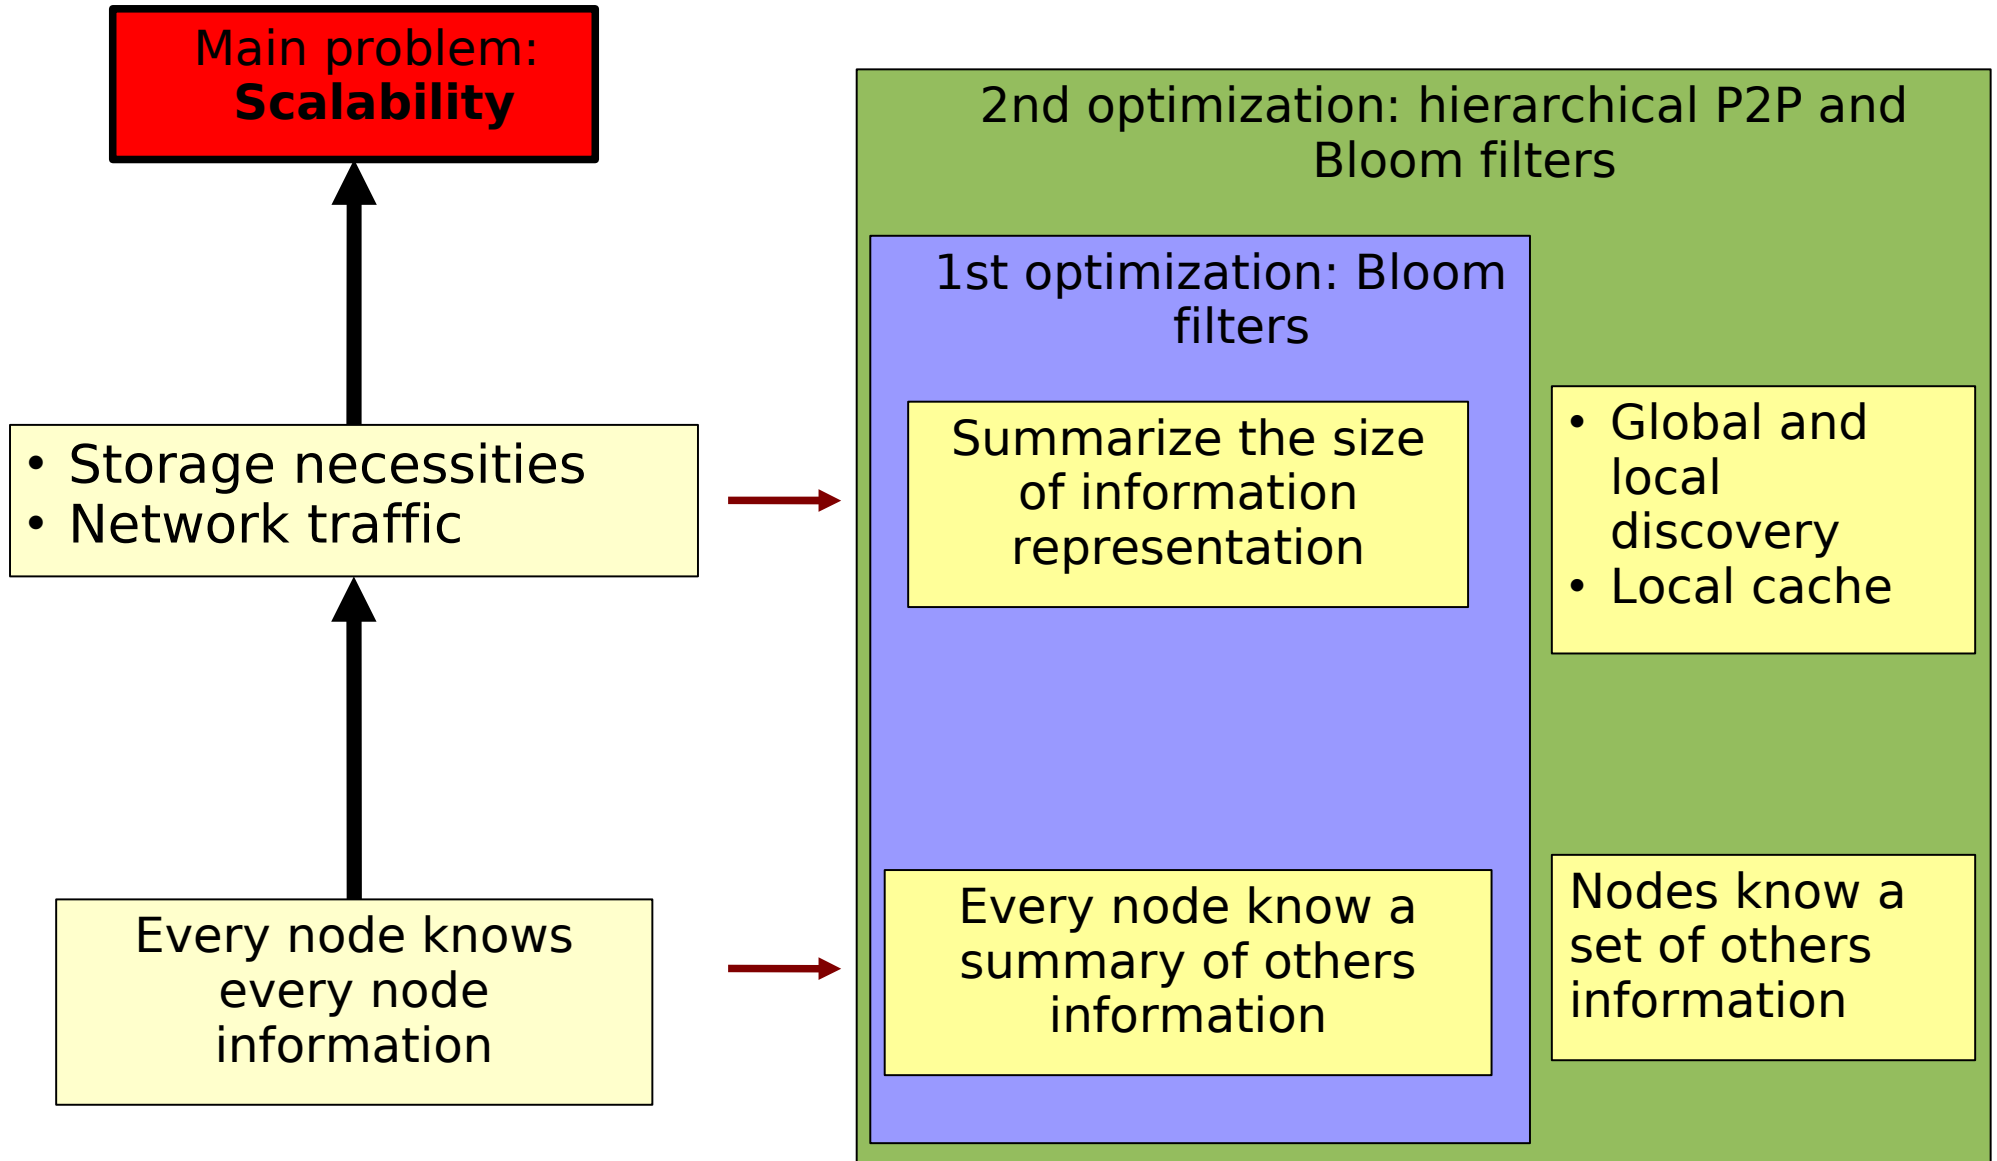 Main problem:
Scalability
2nd optimization: hierarchical P2P and
Bloom filters
1st optimization: Bloom
filters
• Storage necessities
• Network traffic
Summarize the size
of information
representation
• Global and
local
discovery
• Local cache
Every node knows
every node
information
Every node know a
summary of others
information
Nodes know a
set of others
information